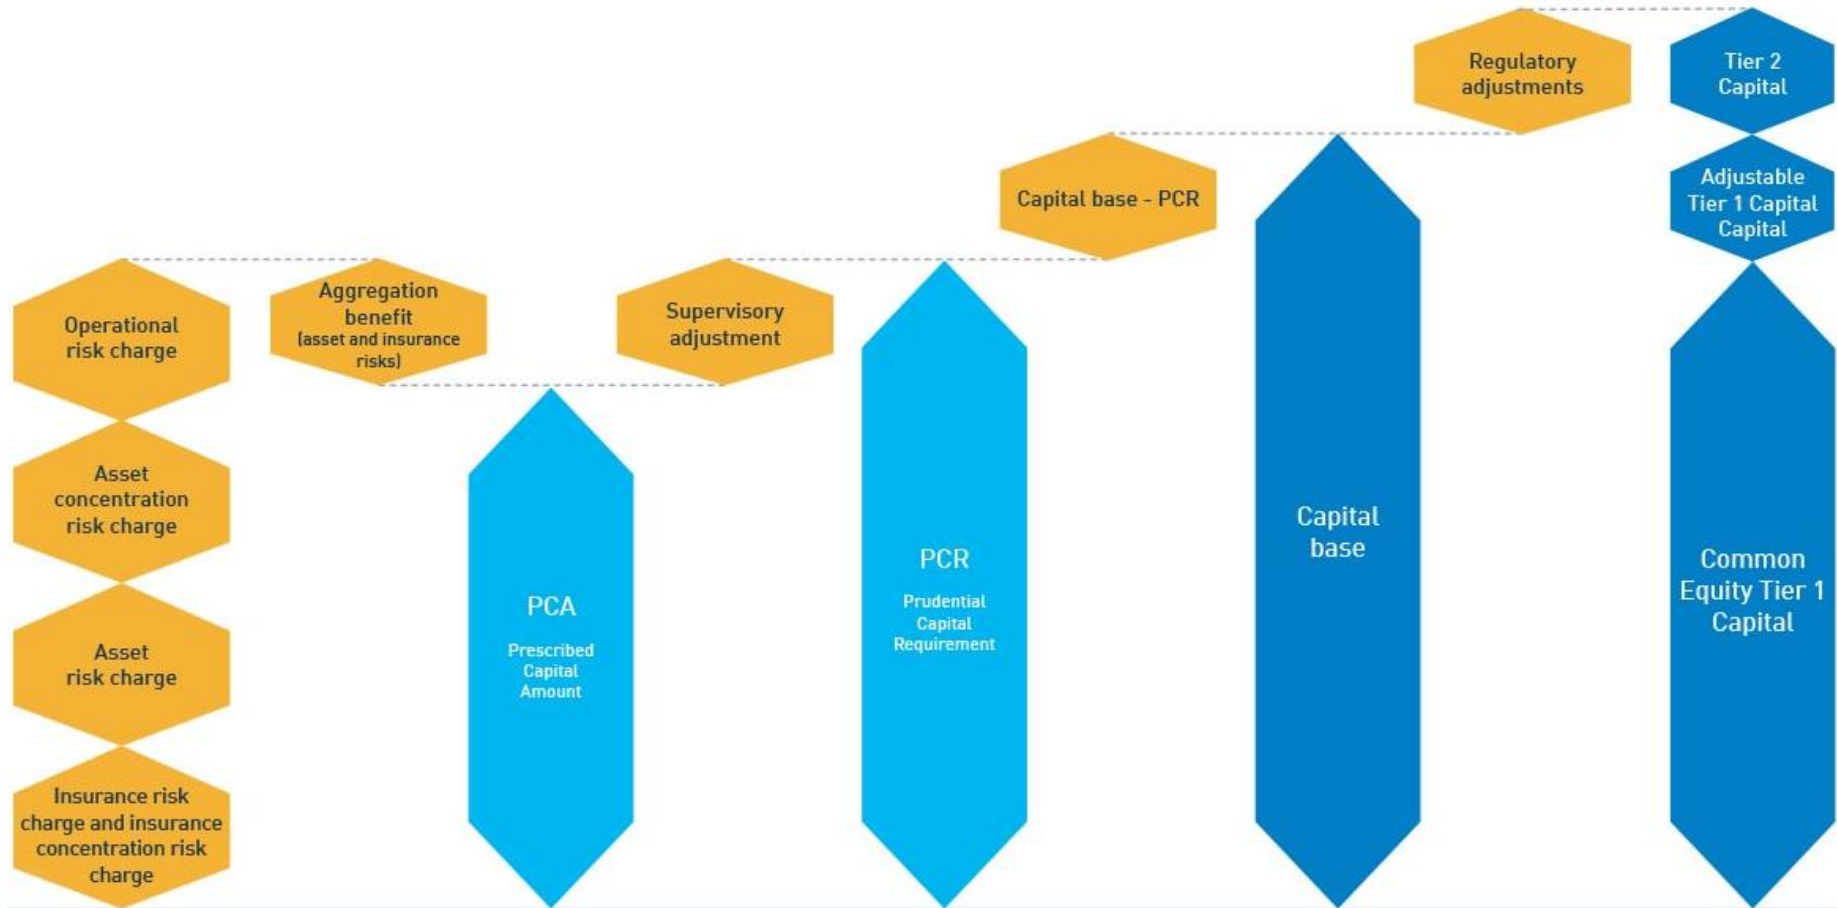 Regulatory
adjustments
Tier 2
Capital
Capital base - PCR
Adjustable
Tier 1 Capital
Capital
Operational
risk charge
Aggregation
benefit
(asset and insurance
risks)
Supervisory
adjustment
Asset
concentration
risk charge
Asset
risk charge
Insurance risk
charge and insurance
concentration risk
charge
PCA
Prescribed
Capital
Amount
PCR
Prudential
Capital
Requirement
Capital
base
Common
Equity Tier 1
Capital